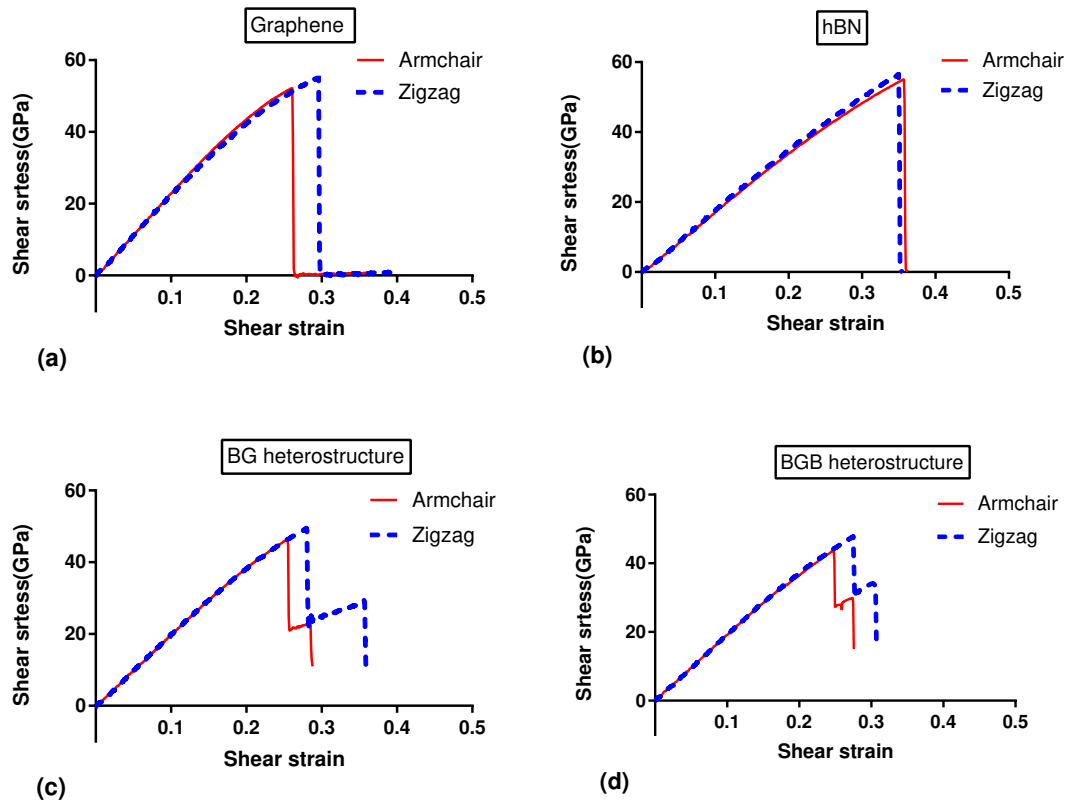 Graphene
Armchair
Zigzag
Shear srtess(GPa)
60
40
20
0
0.1 0.2 0.3 0.4 0.5
Shear strain
(a)
hBN
Armchair
Zigzag
Shear srtess(GPa)
60
40
20
0
0.1 0.2 0.3 0.4 0.5
Shear strain
(b)
BG heterostructure
Armchair
Zigzag
Shear srtess(GPa)
60
40
20
0
0.1 0.2 0.3 0.4 0.5
Shear strain
(c)
BGB heterostructure
Armchair
Zigzag
Shear srtess(GPa)
60
40
20
0
0.1 0.2 0.3 0.4 0.5
Shear strain
(d)